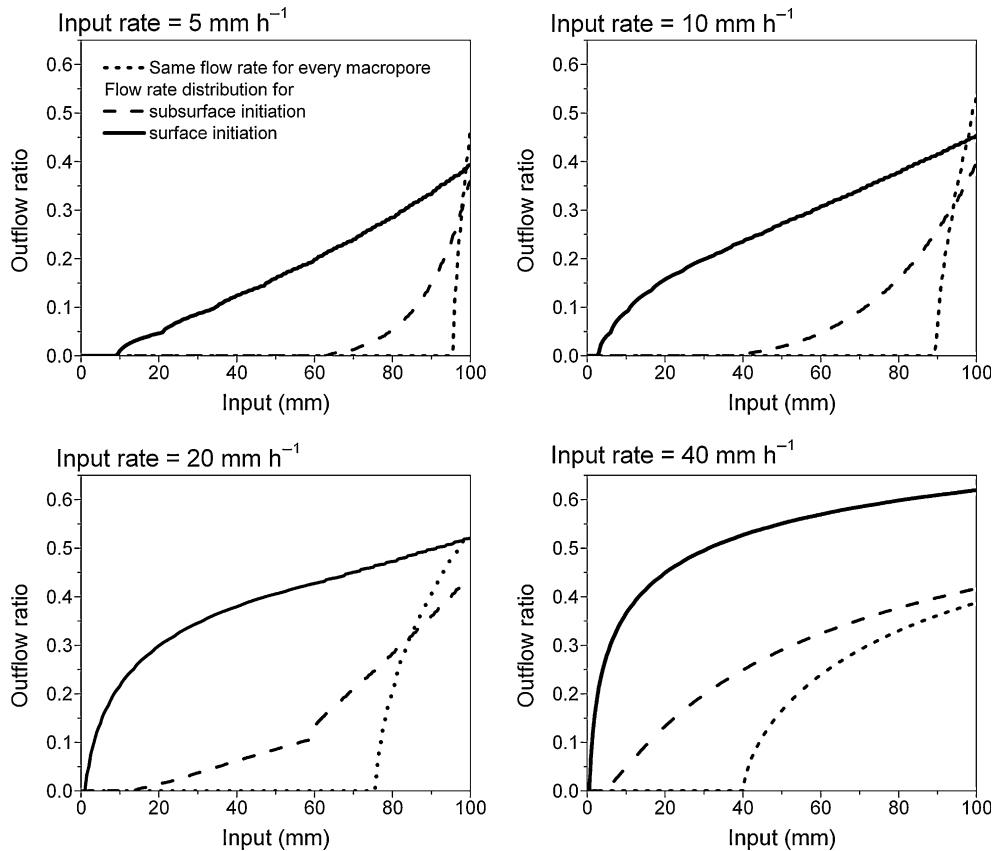 Input rate = 5 mm h⁻¹
Outflow ratio
0.6
0.5
0.4
0.3
0.2
0.1
0.0
Same flow rate for every macropore
Flow rate distribution for
subsurface initiation
surface initiation
0 20 40 60 80 100
Input (mm)
Input rate = 10 mm h⁻¹
Outflow ratio
0.6
0.5
0.4
0.3
0.2
0.1
0.0
0 20 40 60 80 100
Input (mm)
Input rate = 20 mm h⁻¹
Outflow ratio
0.6
0.5
0.4
0.3
0.2
0.1
0.0
0 20 40 60 80 100
Input (mm)
Input rate = 40 mm h⁻¹
Outflow ratio
0.6
0.5
0.4
0.3
0.2
0.1
0.0
0 20 40 60 80 100
Input (mm)